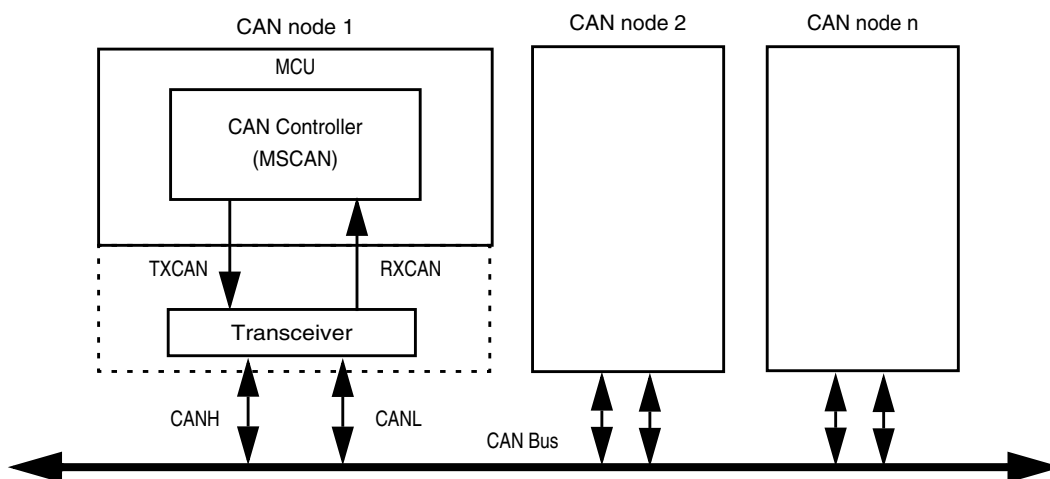 CAN node 1
CAN node 2
CAN node n
MCU
CAN Controller
(MSCAN)
TXCAN
RXCAN
Transceiver
CANH
CANL
CAN Bus